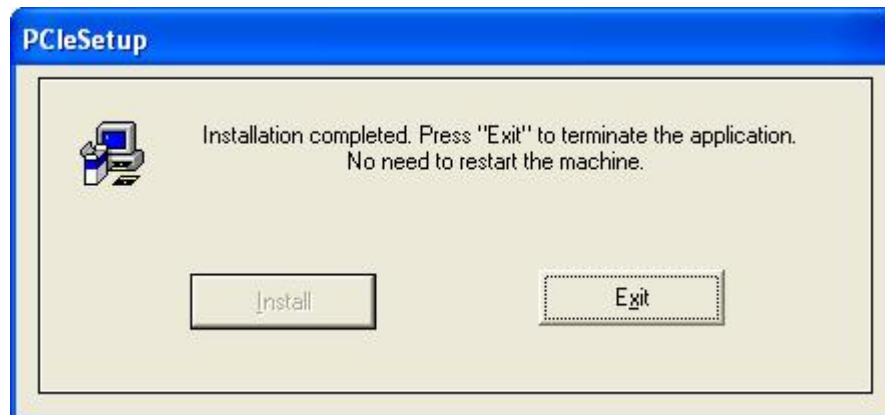 PCIeSetup
Installation completed. Press "Exit" to terminate the application.
No need to restart the machine.
Install
Exit